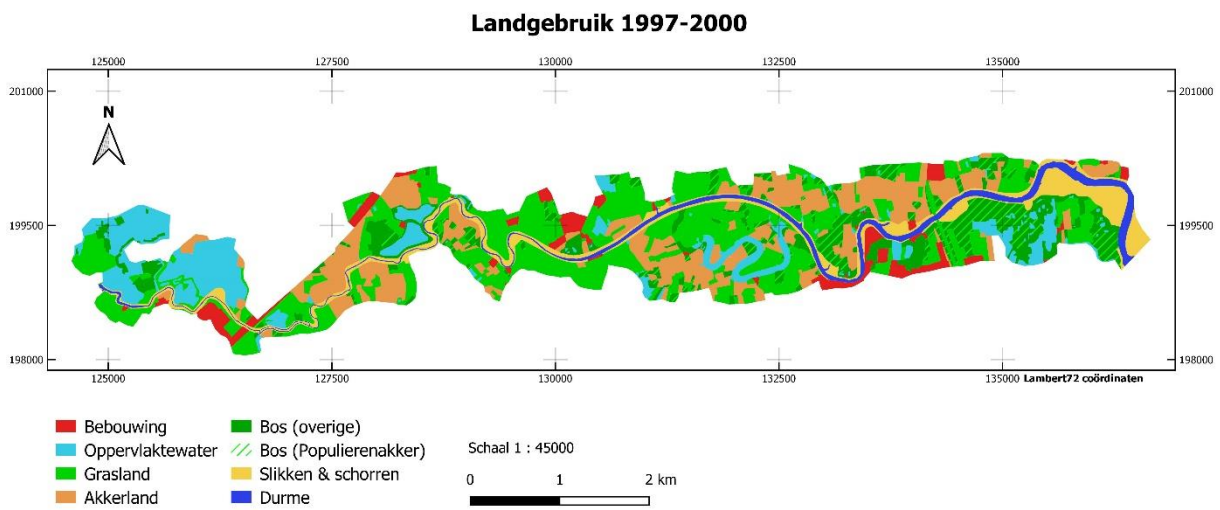 Landgebruik 1997-2000
125000 127500 130000 132500 135000
201000 201000
N
199500 199500
198000 198000
125000 127500 130000 132500 135000 Lambert72 coördinaten
Bebouwing
Oppervlaktewater
Grasland
Akkerland
Bos (overige)
Bos (Populierenakker)
Slikken & schorren
Durme
Schaal 1 : 45000
0 1 2 km